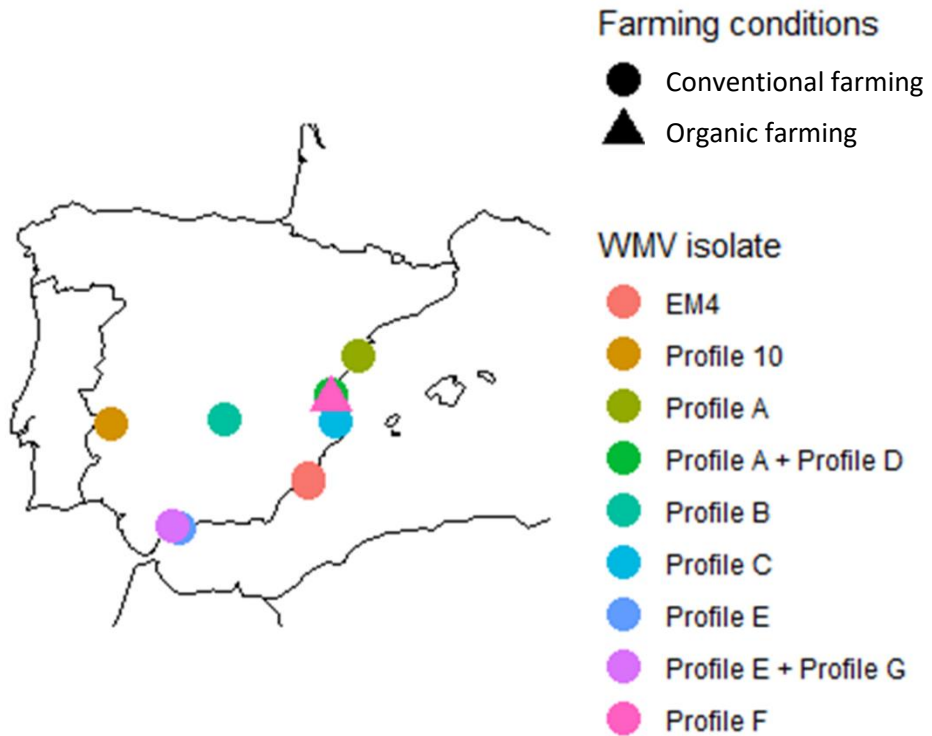 Farming conditions
Conventional farming
Organic farming
WMV isolate
EM4
Profile 10
Profile A
Profile A + Profile D
Profile B
Profile C
Profile E
Profile E + Profile G
Profile F